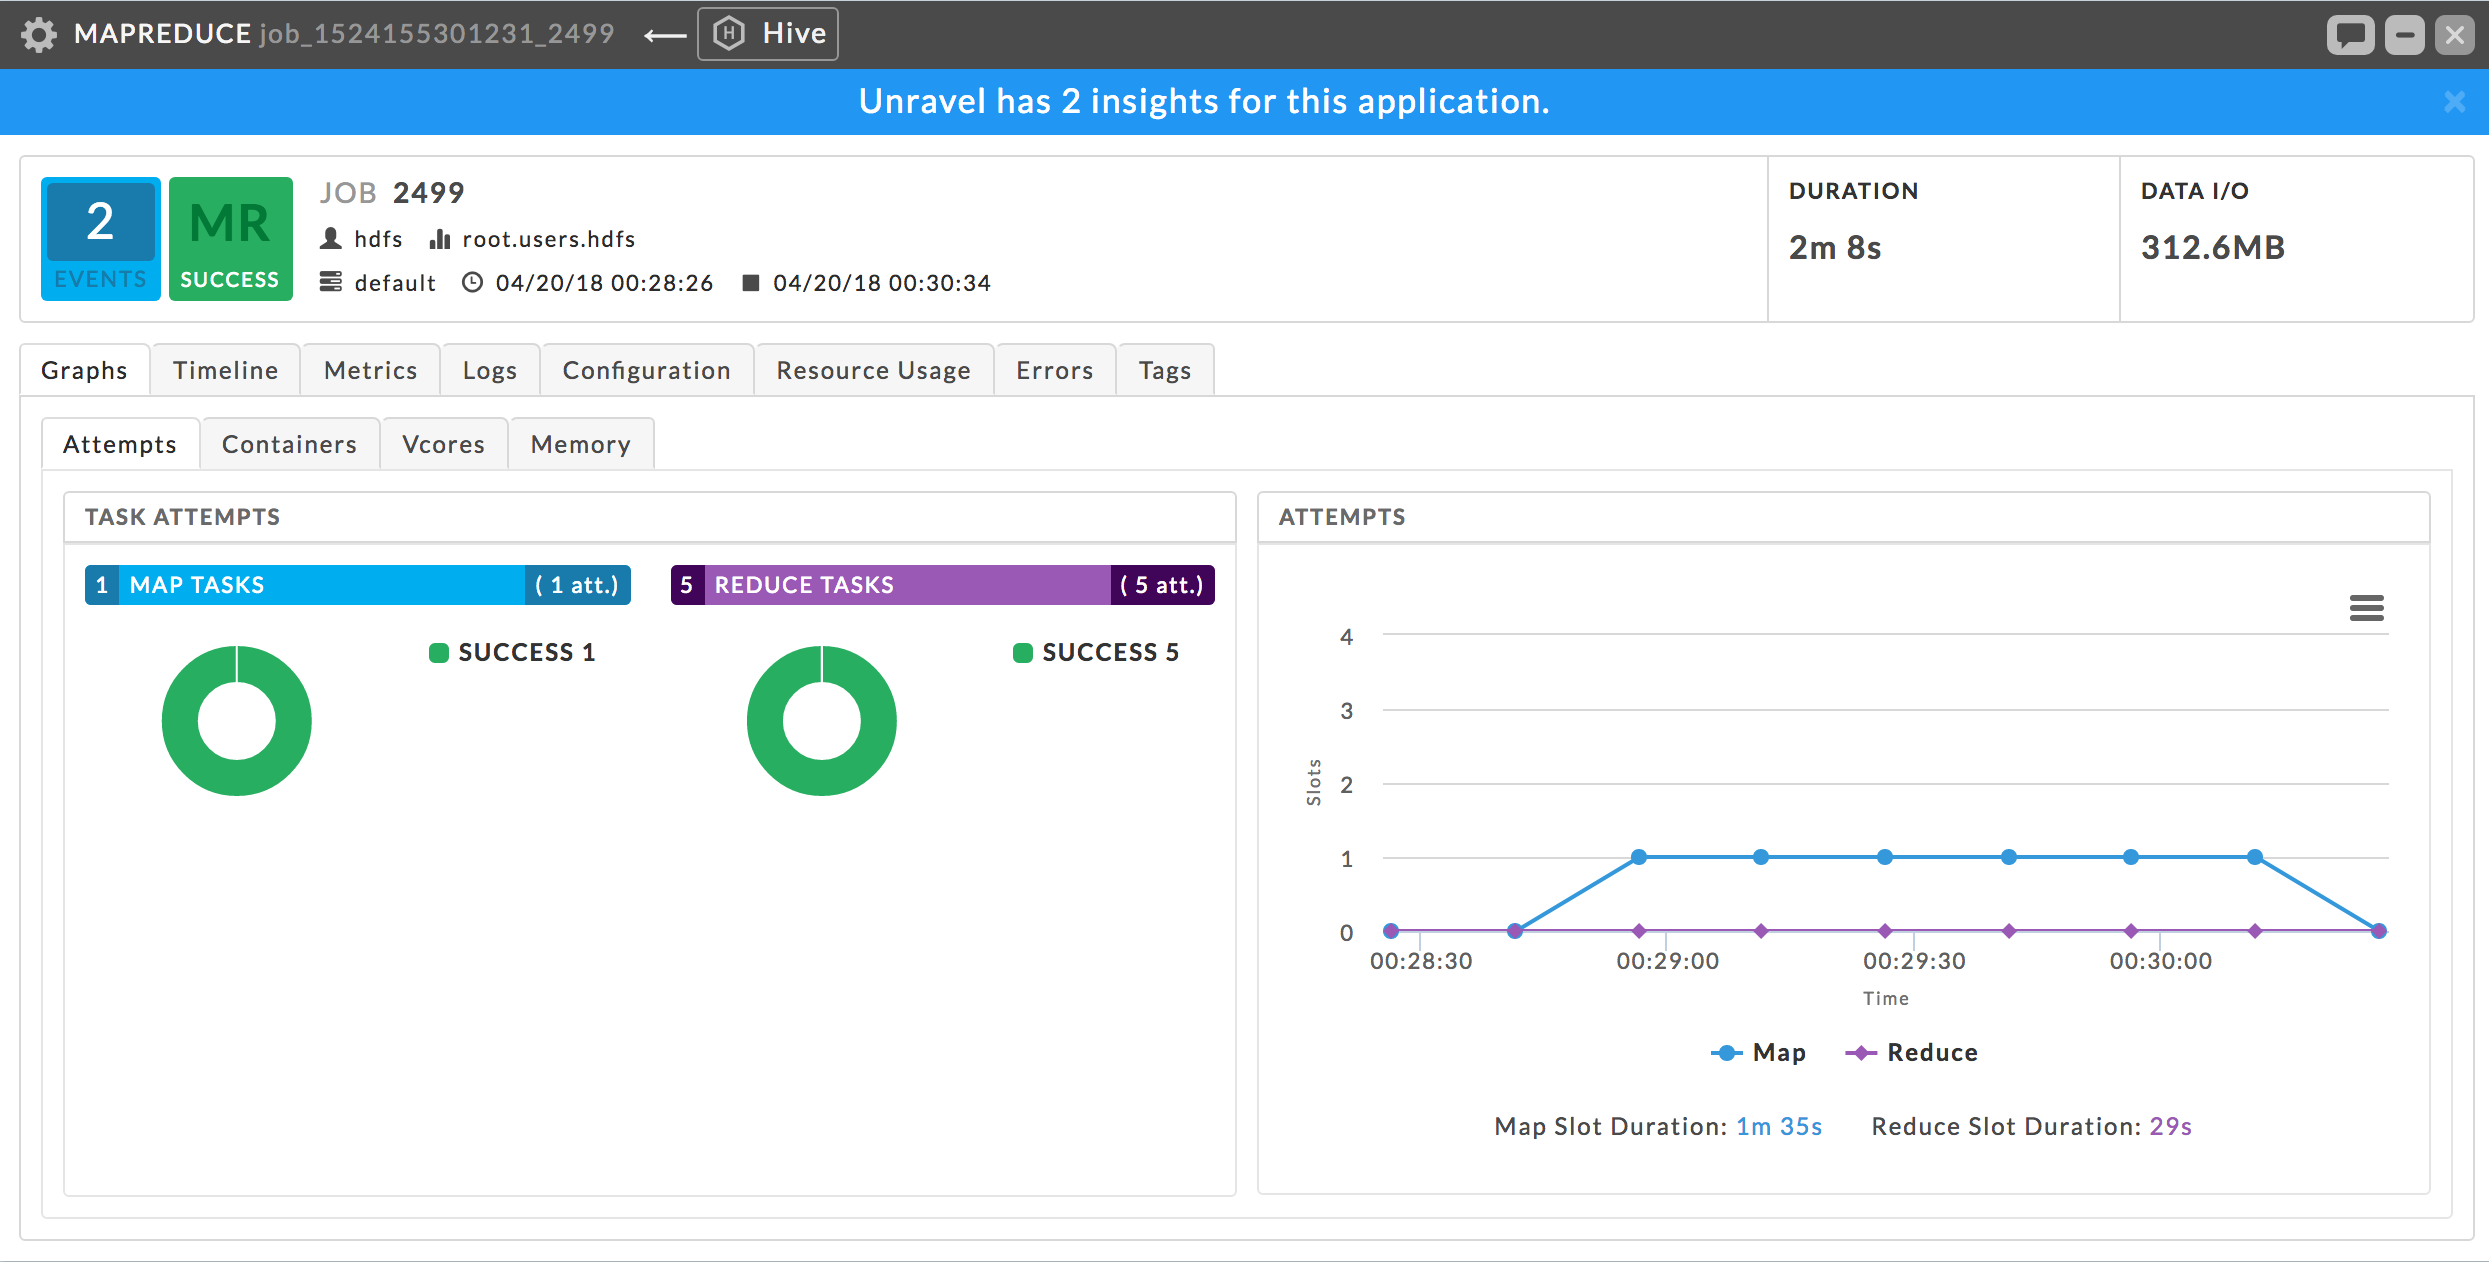 MAPREDUCE job_1524155301231_2499 Hive
Unravel has 2 insights for this application.
2
EVENTS
MR
SUCCESS
JOB 2499
hdfs root.users.hdfs
default 04/20/18 00:28:26 04/20/18 00:30:34
DURATION
2m 8s
DATA I/O
312.6MB
Graphs Timeline Metrics Logs Configuration Resource Usage Errors Tags
Attempts Containers Vcores Memory
TASK ATTEMPTS
1 MAP TASKS ( 1 att.)
5 REDUCE TASKS ( 5 att.)
SUCCESS 1
SUCCESS 5
ATTEMPTS
4
3
2
1
0
Slots
00:28:30 00:29:00 00:29:30 00:30:00
Time
Map Reduce
Map Slot Duration: 1m 35s Reduce Slot Duration: 29s